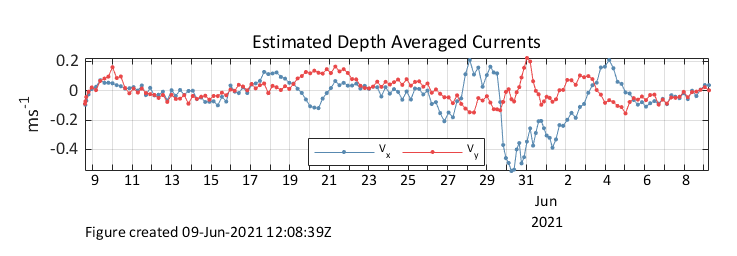 Estimated Depth Averaged Currents
0.2
0
-0.2
-0.4
ms⁻¹
Vx Vy
9 11 13 15 17 19 21 23 25 27 29 31 2 4 6 8
Jun
2021
Figure created 09-Jun-2021 12:08:39Z